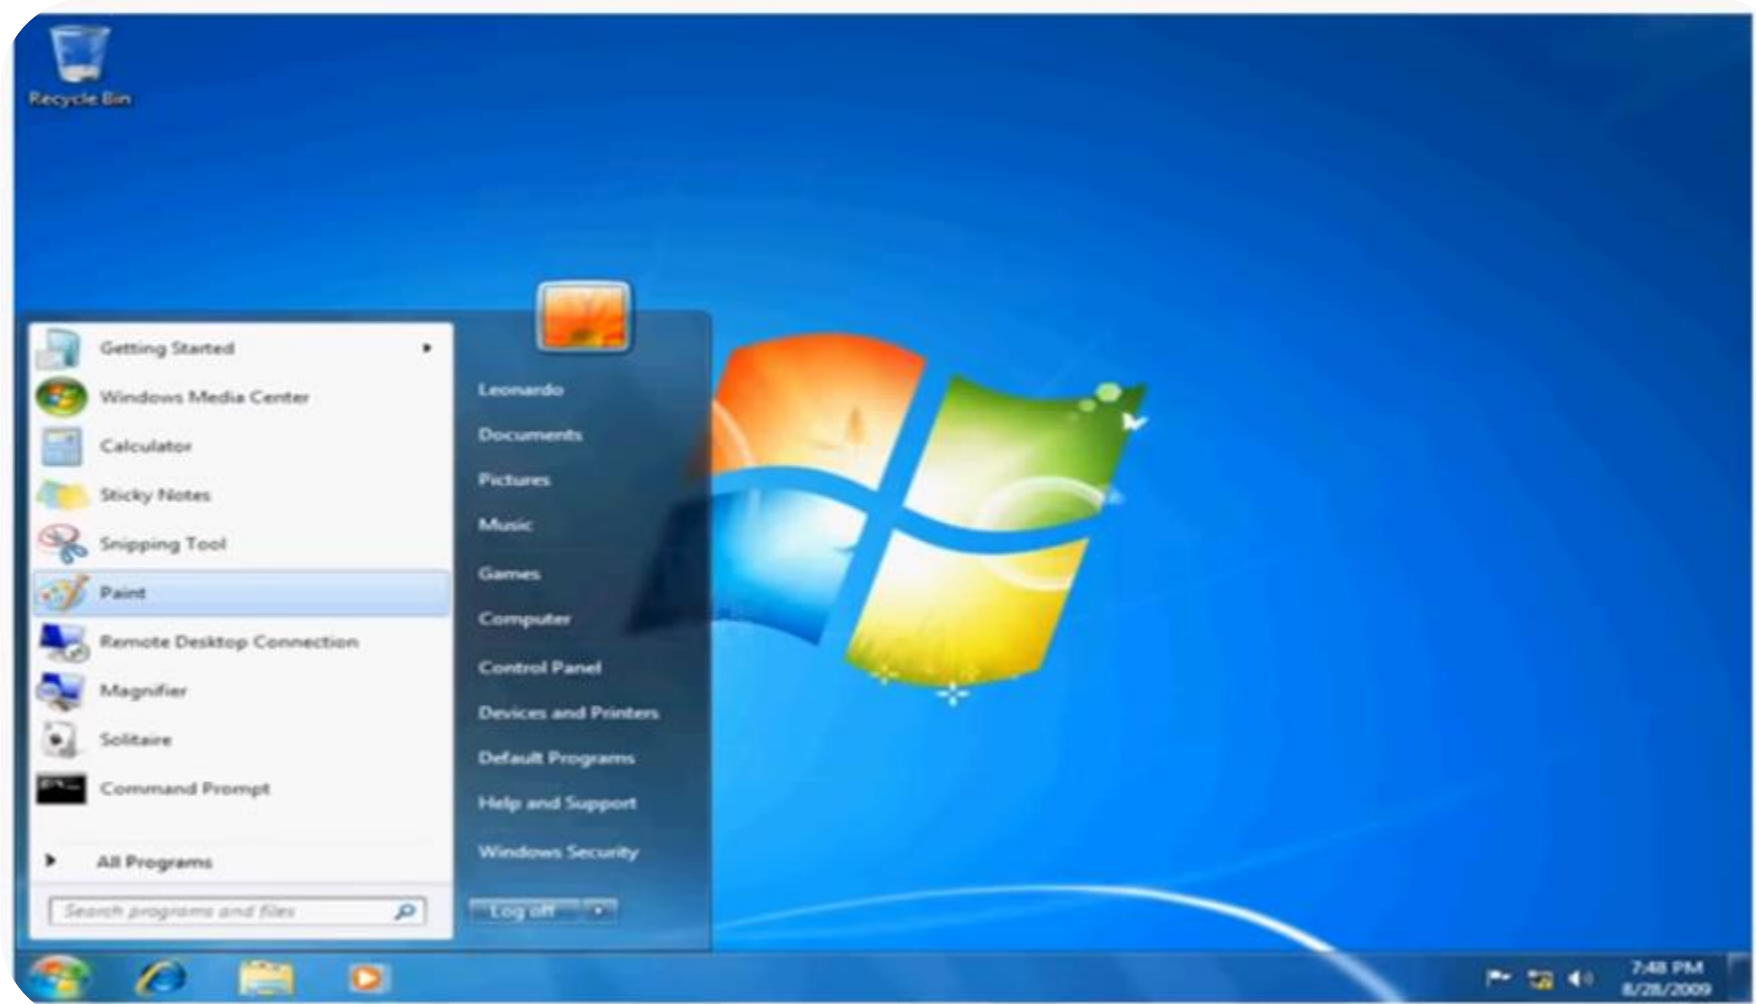 Recycle Bin
Getting Started
Windows Media Center
Calculator
Sticky Notes
Snipping Tool
Paint
Remote Desktop Connection
Magnifier
Solitaire
Command Prompt
All Programs
Search programs and files
Leonardo
Documents
Pictures
Music
Games
Computer
Control Panel
Devices and Printers
Default Programs
Help and Support
Windows Security
Log off
7:48 PM
8/28/2009